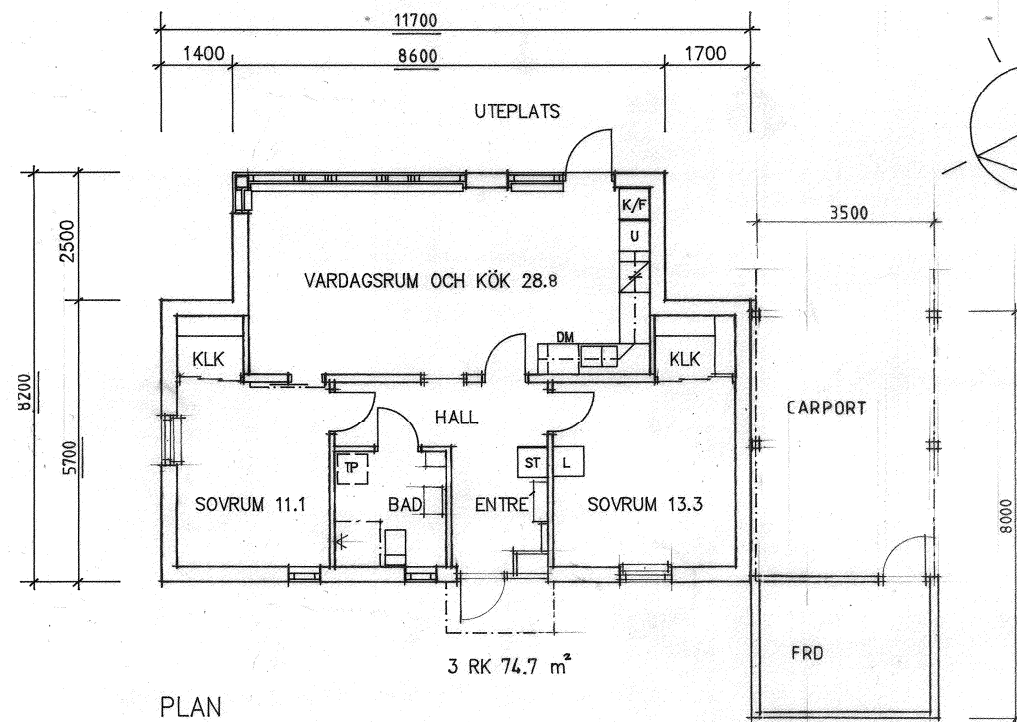 11700
1400 8600 1700
UTEPLATS
K/F
3500
U
2500
VARDAGSRUM OCH KÖK 28.8
DM
KLK
KLK
8200
CARPORT
HALL
5700
TP
ST
L
SOVRUM 11.1
BAD
ENTRÉ
SOVRUM 13.3
8000
FRD
3 RK 74.7 m²
PLAN